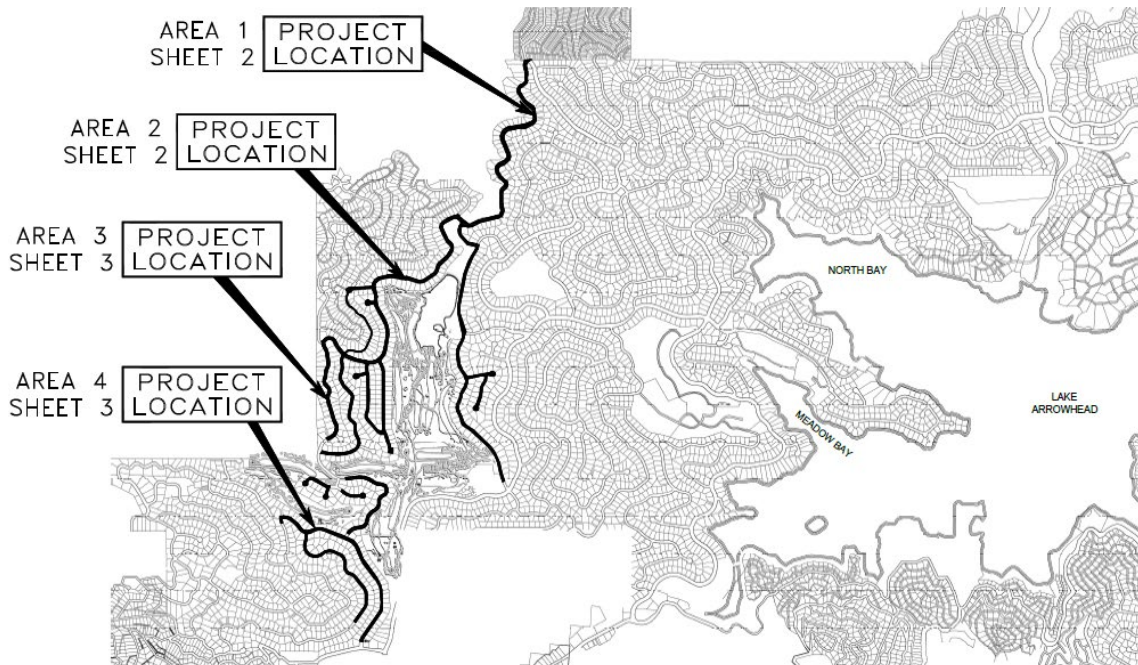 AREA 1
SHEET 2
PROJECT
LOCATION
AREA 2
SHEET 2
PROJECT
LOCATION
AREA 3
SHEET 3
PROJECT
LOCATION
AREA 4
SHEET 3
PROJECT
LOCATION
NORTH BAY
MEADOW BAY
LAKE
ARROWHEAD